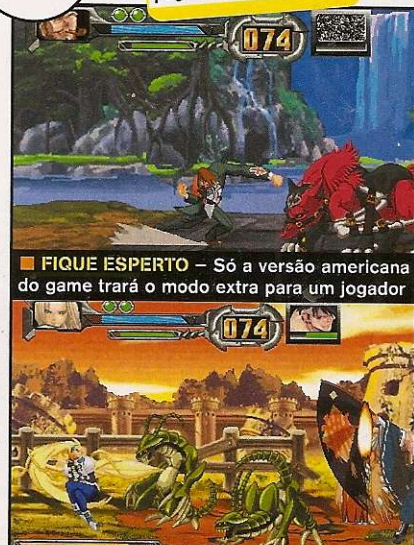 074
■ FIQUE ESPERTO – Só a versão americana
do game trará o modo extra para um jogador
074